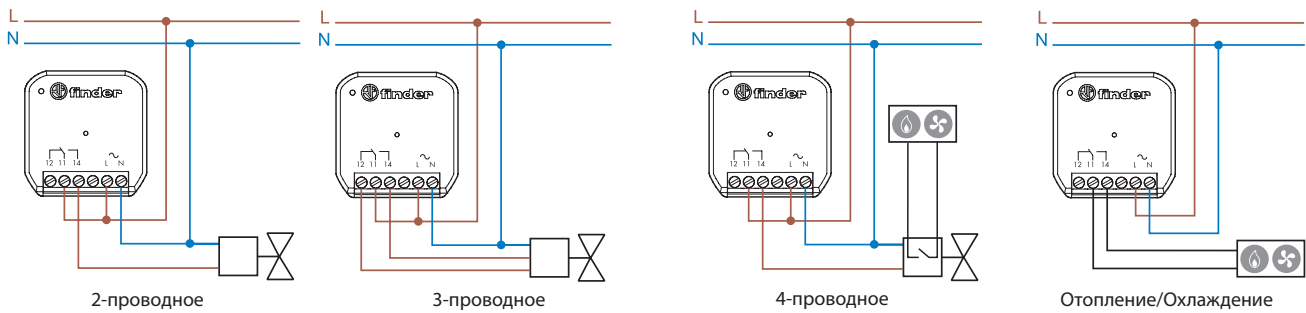 L
N
finder
12 11 14 L N
2-проводное
L
N
finder
12 11 14 L N
3-проводное
L
N
finder
12 11 14 L N
4-проводное
L
N
finder
12 11 14 L N
Отопление/Охлаждение